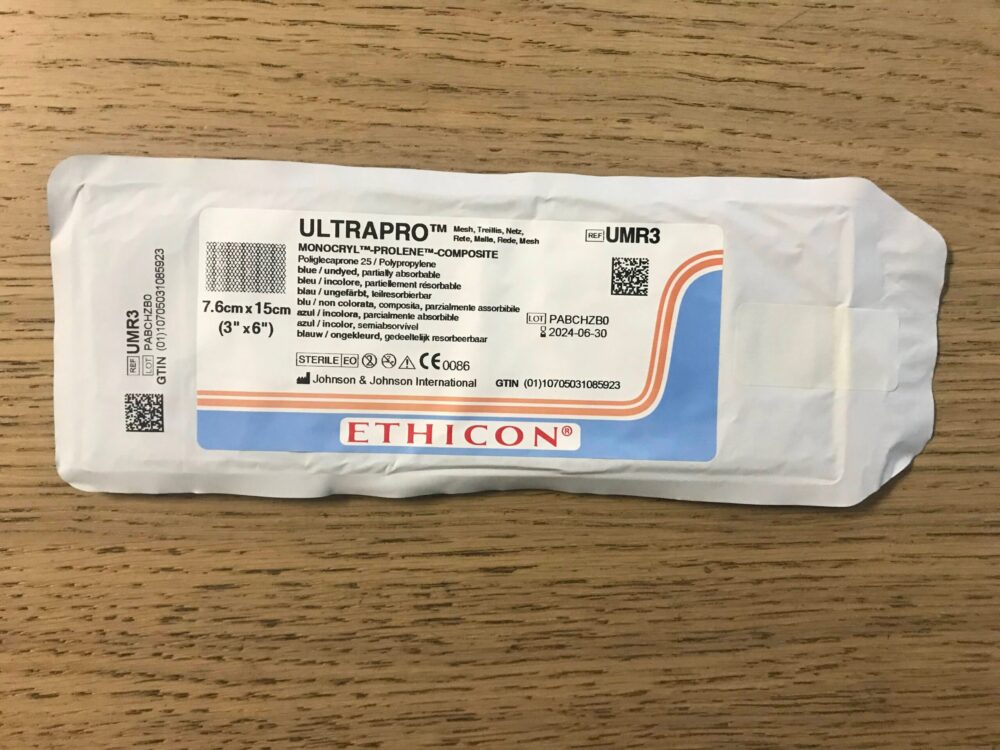 REF UMR3
LOT PABCHZB0
GTIN (01)10705031085923
7.6cm x 15cm
(3" x 6")
ULTRAPRO™ Mesh, Treillis, Netz,
Rete, Malla, Rede, Mesh
MONOCRYL™-PROLENE™-COMPOSITE
Poliglecaprone 25 / Polypropylene
blue / undyed, partially absorbable
bleu / incolore, partiellement résorbable
blau / ungefärbt, teilresorbierbar
blu / non colorata, composita, parzialmente assorbibile
azul / incolora, parcialmente absorbible
azul / incolor, semiabsorvível
blauw / ongekleurd, gedeeltelijk resorbeerbaar
REF UMR3
LOT PABCHZB0
2024-06-30
STERILE EO 2 CE 0086
Johnson & Johnson International GTIN (01)10705031085923
ETHICON®